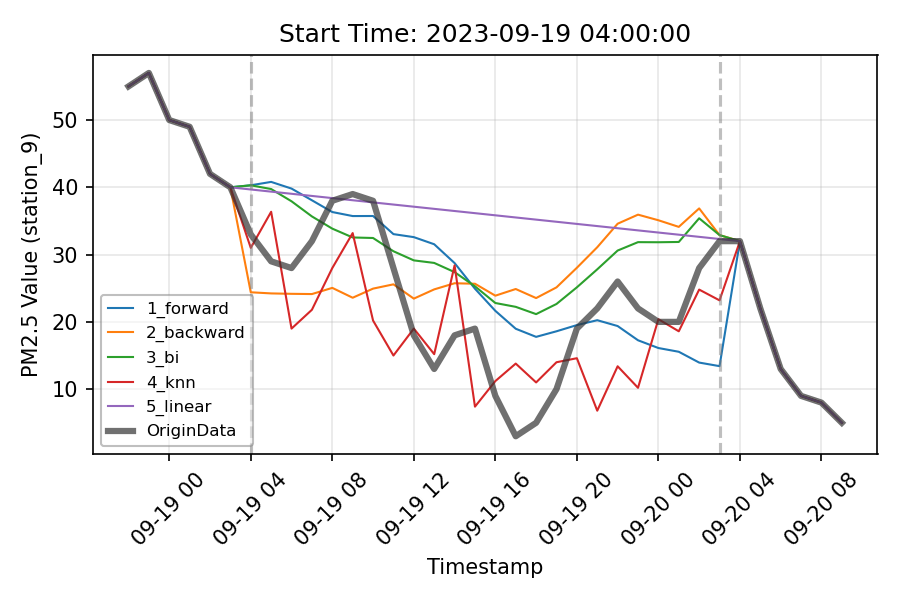 Start Time: 2023-09-19 04:00:00
PM2.5 Value (station_9)
50
40
30
20
10
1_forward
2_backward
3_bi
4_knn
5_linear
OriginData
09-19 00
09-19 04
09-19 08
09-19 12
09-19 16
09-19 20
09-20 00
09-20 04
09-20 08
Timestamp